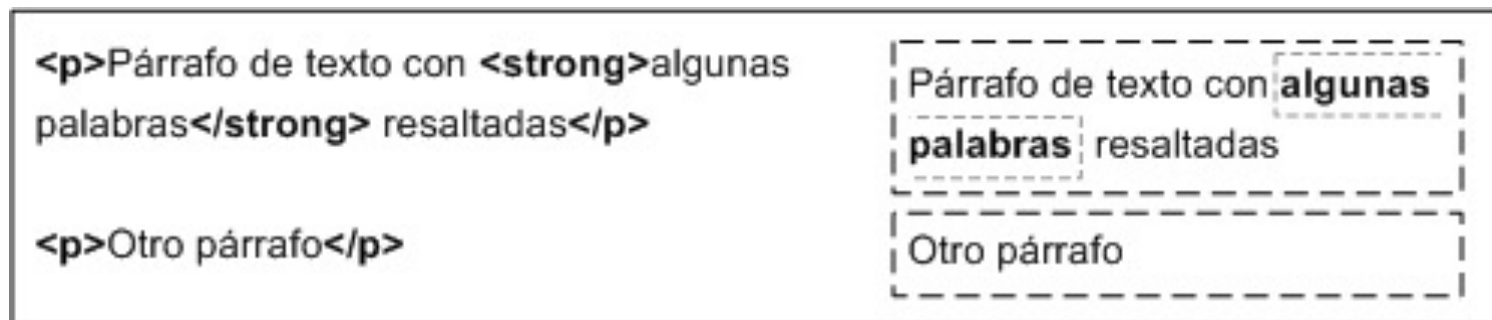 <p>Párrafo de texto con <strong>algunas
palabras</strong> resaltadas</p>
<p>Otro párrafo</p>
Párrafo de texto con algunas
palabras resaltadas
Otro párrafo